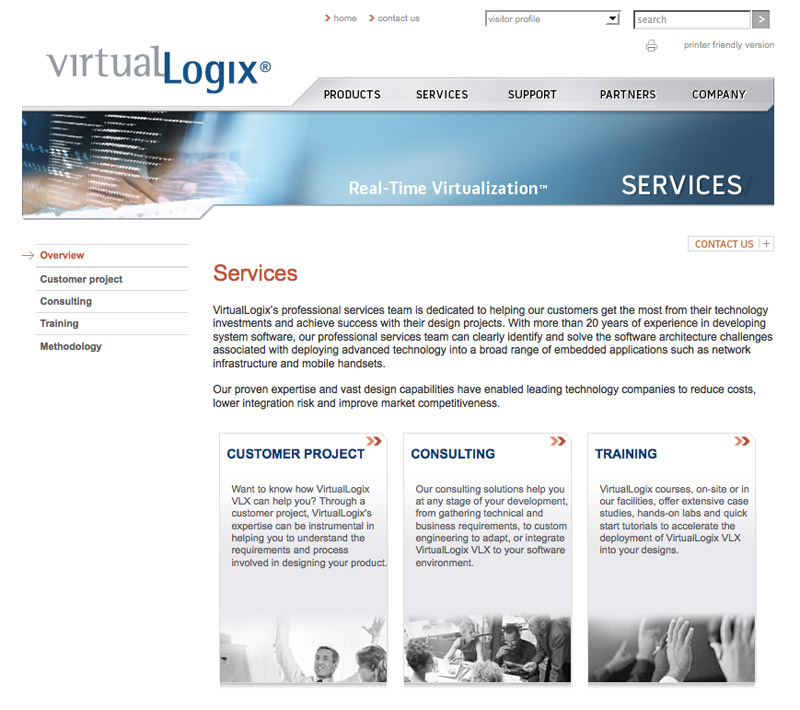 home contact us visitor profile search
printer friendly version
virtualLogix®
PRODUCTS SERVICES SUPPORT PARTNERS COMPANY
Real-Time Virtualization™ SERVICES
CONTACT US
Overview
Customer project
Consulting
Training
Methodology
Services
VirtualLogix's professional services team is dedicated to helping our customers get the most from their technology
investments and achieve success with their design projects. With more than 20 years of experience in developing
system software, our professional services team can clearly identify and solve the software architecture challenges
associated with deploying advanced technology into a broad range of embedded applications such as network
infrastructure and mobile handsets.
Our proven expertise and vast design capabilities have enabled leading technology companies to reduce costs,
lower integration risk and improve market competitiveness.
CUSTOMER PROJECT
Want to know how VirtualLogix
VLX can help you? Through a
customer project, VirtualLogix's
expertise can be instrumental in
helping you to understand the
requirements and process
involved in designing your product.
CONSULTING
Our consulting solutions help you
at any stage of your development,
from gathering technical and
business requirements, to custom
engineering to adapt, or integrate
VirtualLogix VLX to your software
environment.
TRAINING
VirtualLogix courses, on-site or in
our facilities, offer extensive case
studies, hands-on labs and quick
start tutorials to accelerate the
deployment of VirtualLogix VLX
into your designs.